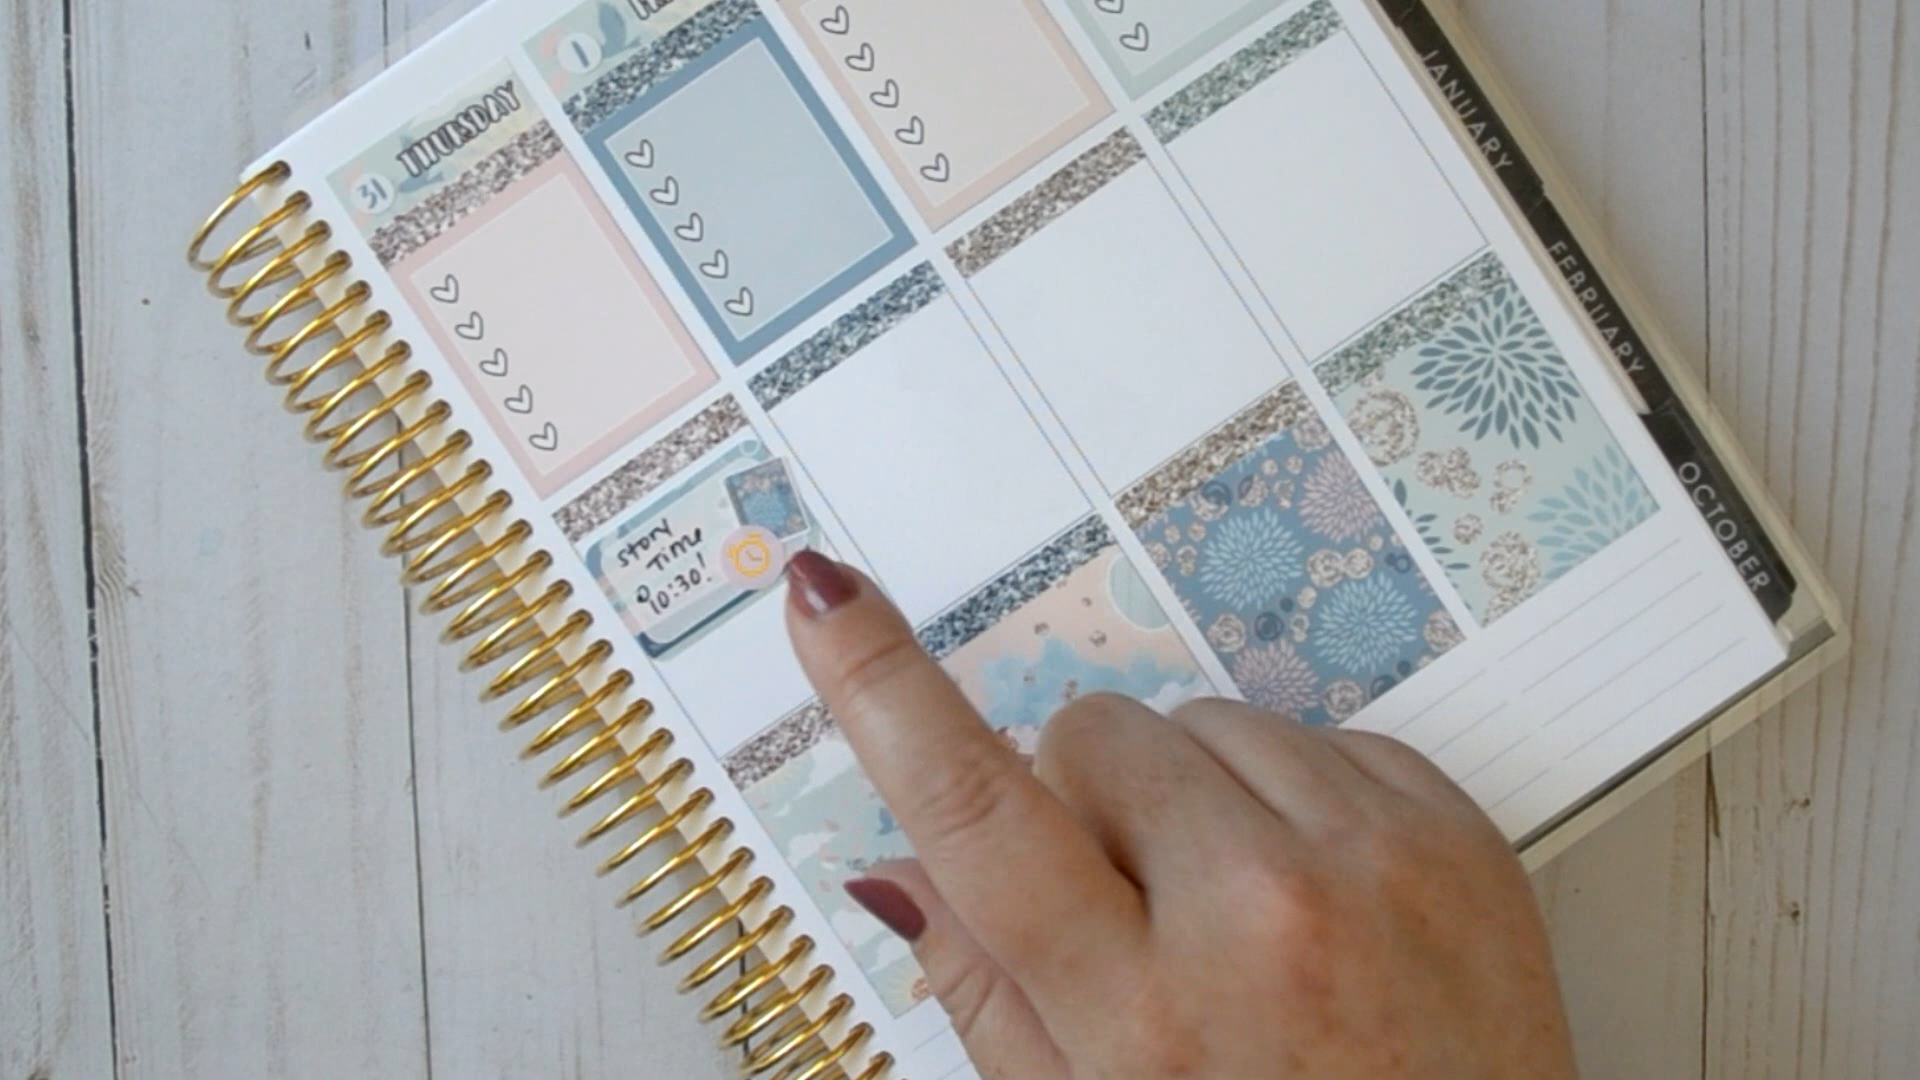 31 THURSDAY
1
story
Time
@ 10:30!
JANUARY
FEBRUARY
OCTOBER